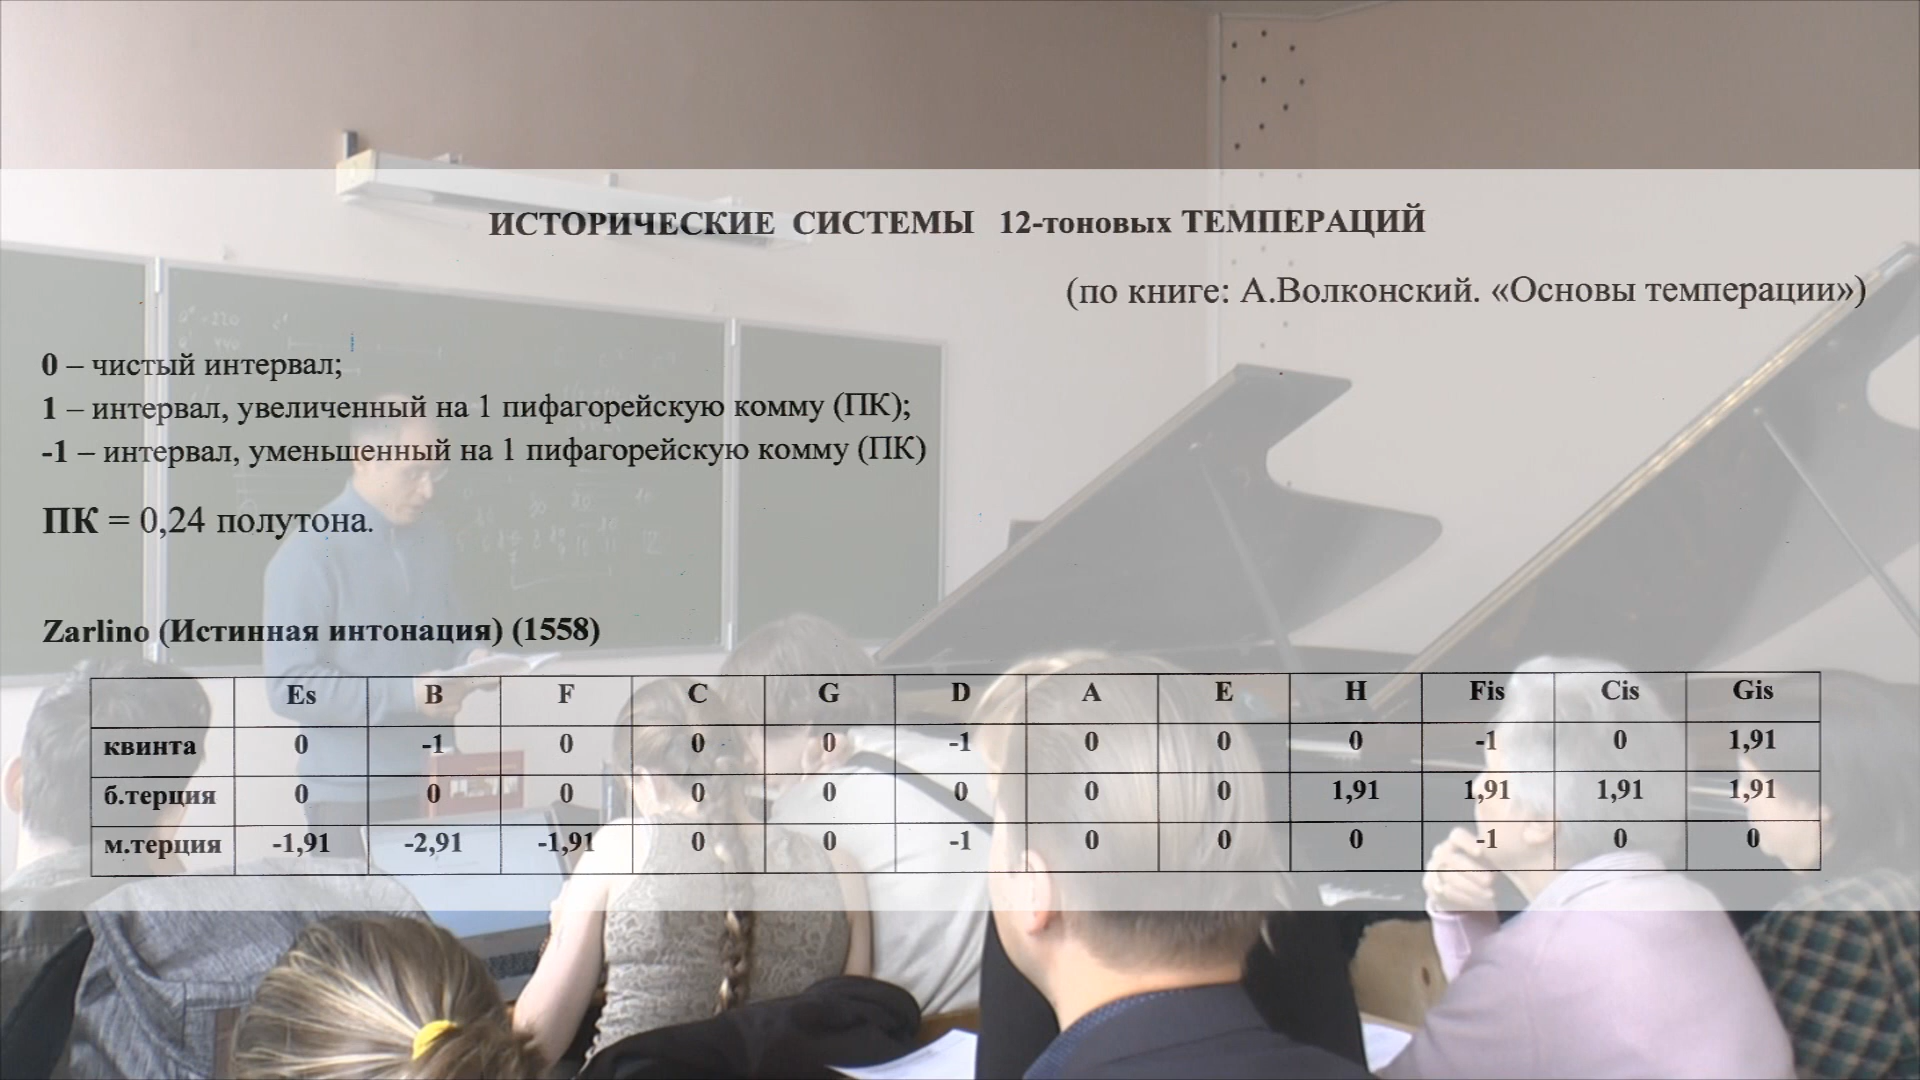 ИСТОРИЧЕСКИЕ СИСТЕМЫ 12-тоновых ТЕМПЕРАЦИЙ
(по книге: А.Волконский. «Основы темперации»)
0 – чистый интервал;
1 – интервал, увеличенный на 1 пифагорейскую комму (ПК);
-1 – интервал, уменьшенный на 1 пифагорейскую комму (ПК)
ПК = 0,24 полутона.
Zarlino (Истинная интонация) (1558)
Es B F C G D A E H Fis Cis Gis
квинта 0 -1 0 0 0 -1 0 0 0 -1 0 1,91
б.терция 0 0 0 0 0 0 0 0 1,91 1,91 1,91 1,91
м.терция -1,91 -2,91 -1,91 0 0 -1 0 0 0 -1 0 0